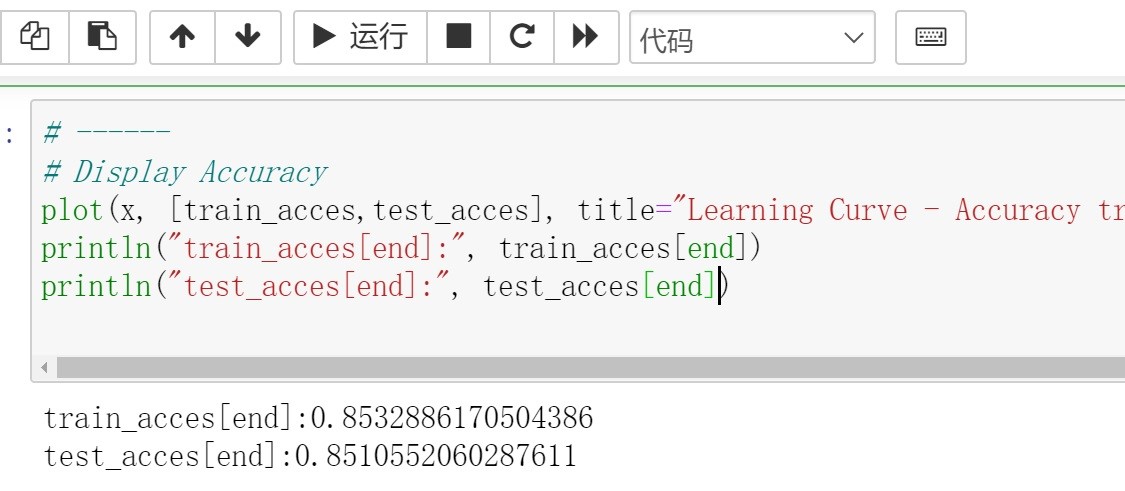 运行
代码
:
# ------
# Display Accuracy
plot(x, [train_acces,test_acces], title="Learning Curve - Accuracy tr
println("train_acces[end]:", train_acces[end])
println("test_acces[end]:", test_acces[end])
train_acces[end]:0.8532886170504386
test_acces[end]:0.8510552060287611